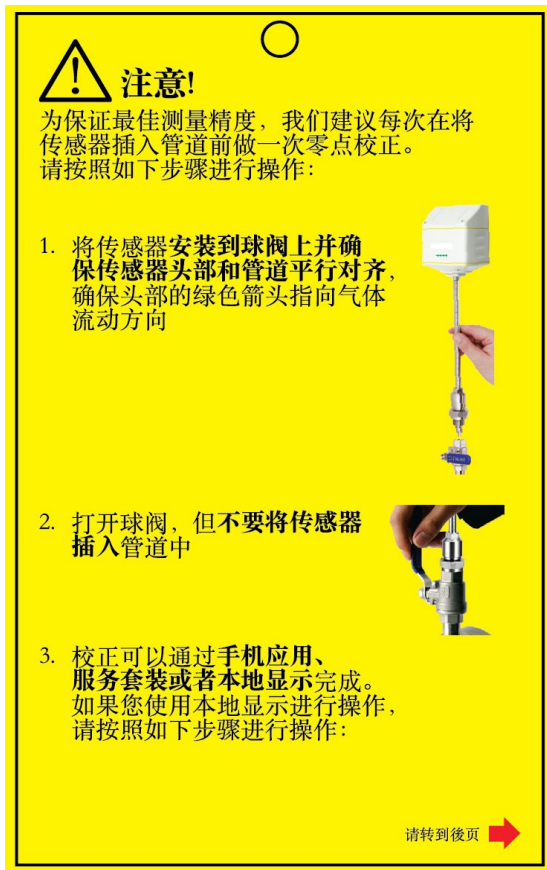 注意!
为保证最佳测量精度，我们建议每次在将
传感器插入管道前做一次零点校正。
请按照如下步骤进行操作：
1. 将传感器安装到球阀上并确
保传感器头部和管道平行对齐，
确保头部的绿色箭头指向气体
流动方向
2. 打开球阀，但不要将传感器
插入管道中
3. 校正可以通过手机应用、
服务套装或者本地显示完成。
如果您使用本地显示进行操作，
请按照如下步骤进行操作：
请转到後页